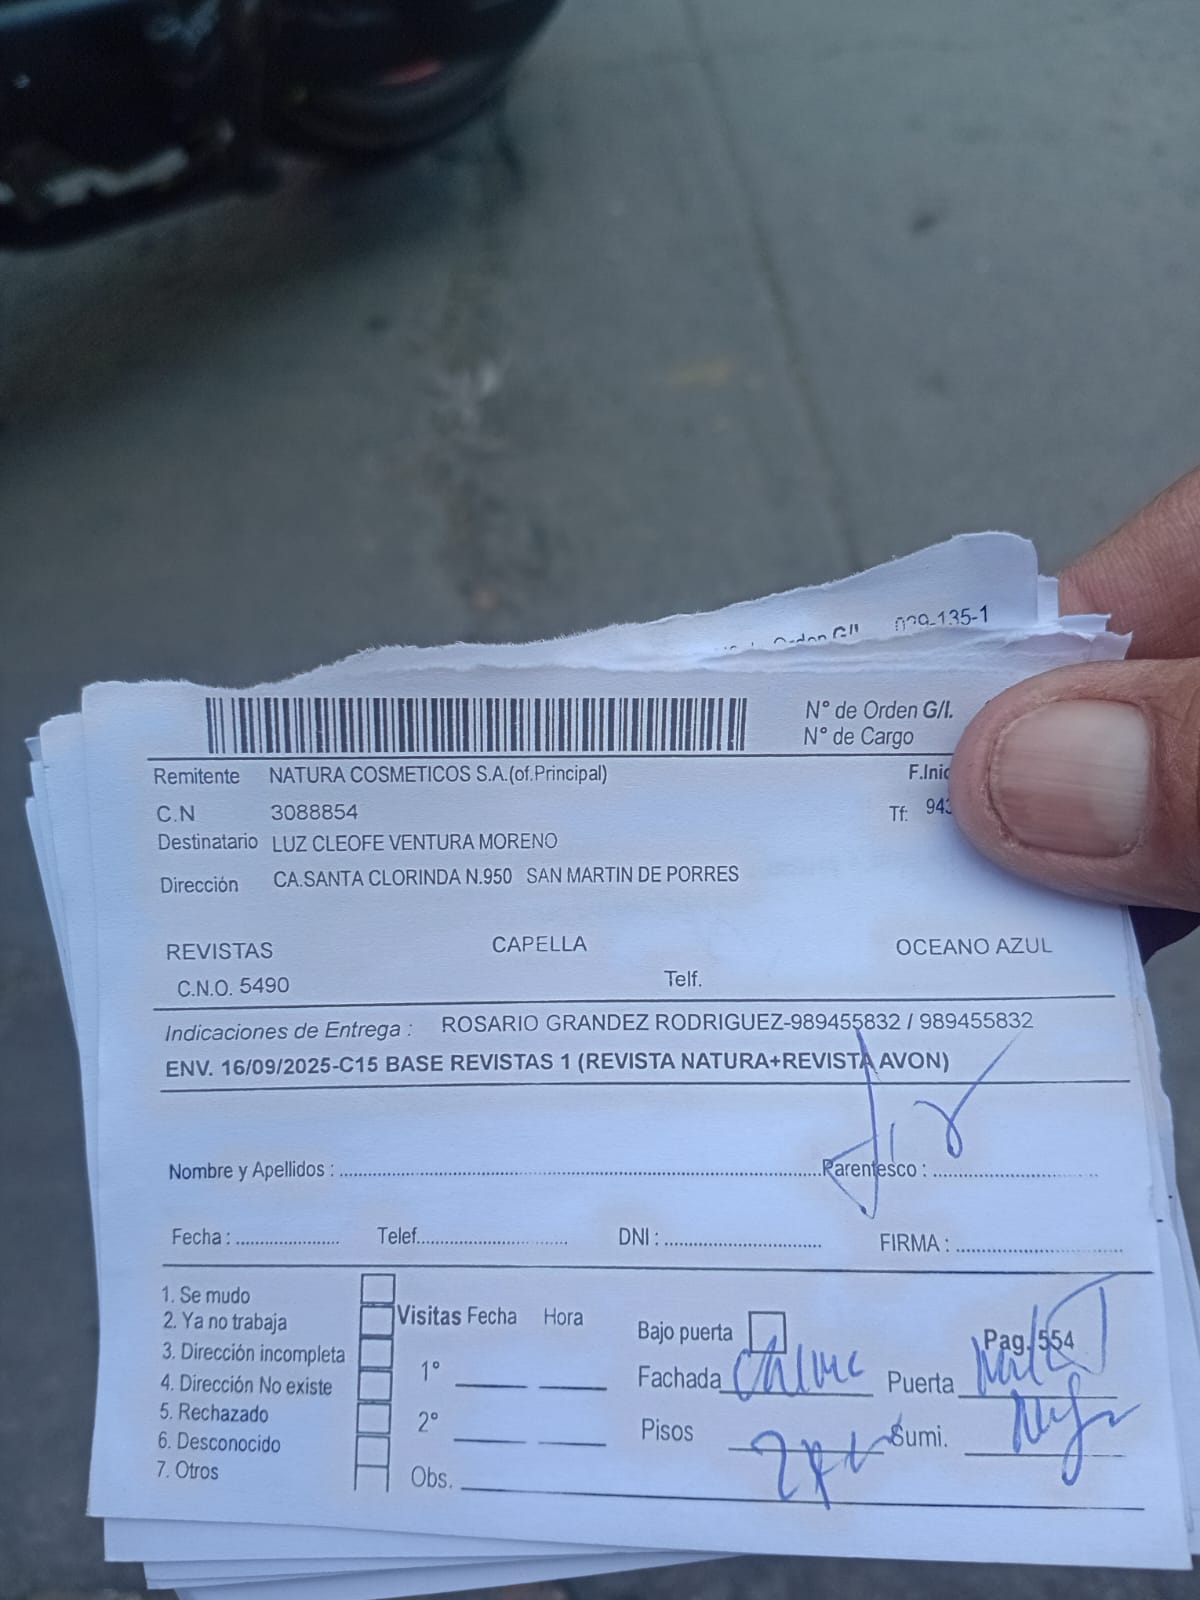 029-135-1
N° de Orden G/I.
N° de Cargo
Remitente NATURA COSMETICOS S.A.(of.Principal) F.Inic
C.N 3088854 Tf: 943
Destinatario LUZ CLEOFE VENTURA MORENO
Dirección CA.SANTA CLORINDA N.950 SAN MARTIN DE PORRES
REVISTAS CAPELLA OCEANO AZUL
C.N.O. 5490 Telf.
Indicaciones de Entrega : ROSARIO GRANDEZ RODRIGUEZ-989455832 / 989455832
ENV. 16/09/2025-C15 BASE REVISTAS 1 (REVISTA NATURA+REVISTA AVON)
Nombre y Apellidos : Parentesco :
Fecha : Telef. DNI : FIRMA :
1. Se mudo
2. Ya no trabaja Visitas Fecha Hora Bajo puerta Pag. 554
3. Dirección incompleta 1° Fachada Puerta
4. Dirección No existe
5. Rechazado 2° Pisos Sumi.
6. Desconocido
7. Otros Obs.